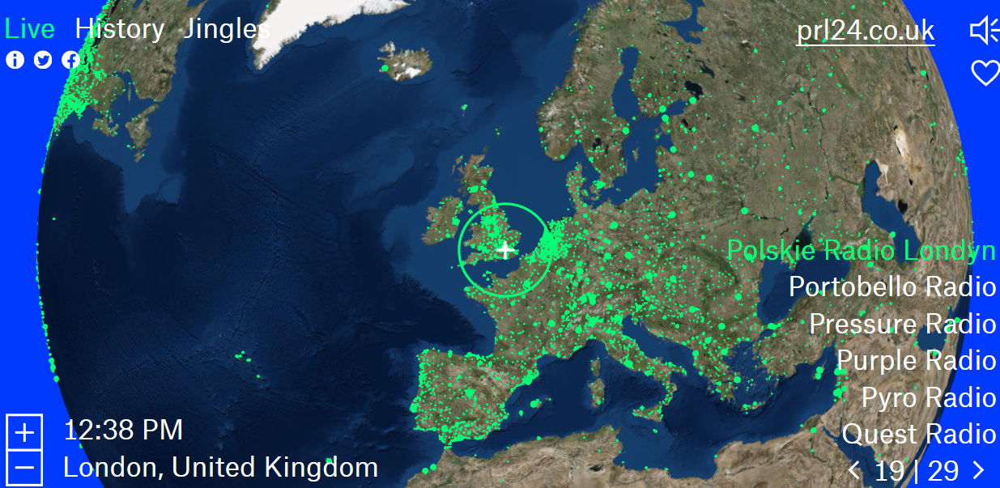 Live History Jingles
prl24.co.uk
Polskie Radio Londyn
Portobello Radio
Pressure Radio
Purple Radio
Pyro Radio
Quest Radio
< 19 | 29 >
+
12:38 PM
−
London, United Kingdom